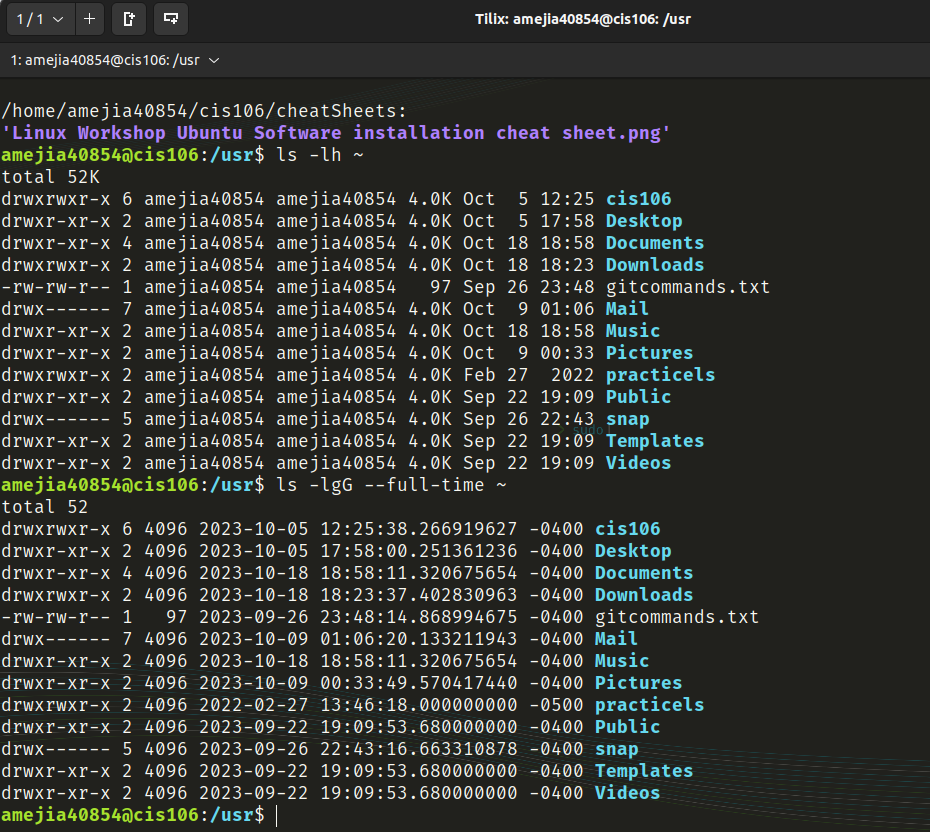 1 / 1
Tilix: amejia40854@cis106: /usr
1: amejia40854@cis106: /usr
/home/amejia40854/cis106/cheatSheets:
'Linux Workshop Ubuntu Software installation cheat sheet.png'
amejia40854@cis106:/usr$ ls -lh ~
total 52K
drwxrwxr-x 6 amejia40854 amejia40854 4.0K Oct  5 12:25 cis106
drwxr-xr-x 2 amejia40854 amejia40854 4.0K Oct  5 17:58 Desktop
drwxr-xr-x 4 amejia40854 amejia40854 4.0K Oct 18 18:58 Documents
drwxr-xr-x 2 amejia40854 amejia40854 4.0K Oct 18 18:23 Downloads
-rw-rw-r-- 1 amejia40854 amejia40854   97 Sep 26 23:48 gitcommands.txt
drwx------ 7 amejia40854 amejia40854 4.0K Oct  9 01:06 Mail
drwxr-xr-x 2 amejia40854 amejia40854 4.0K Oct 18 18:58 Music
drwxr-xr-x 2 amejia40854 amejia40854 4.0K Oct  9 00:33 Pictures
drwxrwxr-x 2 amejia40854 amejia40854 4.0K Feb 27  2022 practicels
drwxr-xr-x 2 amejia40854 amejia40854 4.0K Sep 22 19:09 Public
drwx------ 5 amejia40854 amejia40854 4.0K Sep 26 22:43 snap
sudo
drwxr-xr-x 2 amejia40854 amejia40854 4.0K Sep 22 19:09 Templates
drwxr-xr-x 2 amejia40854 amejia40854 4.0K Sep 22 19:09 Videos
amejia40854@cis106:/usr$ ls -lgG --full-time ~
total 52
drwxrwxr-x 6 4096 2023-10-05 12:25:38.266919627 -0400 cis106
drwxr-xr-x 2 4096 2023-10-05 17:58:00.251361236 -0400 Desktop
drwxr-xr-x 4 4096 2023-10-18 18:58:11.320675654 -0400 Documents
drwxr-xr-x 2 4096 2023-10-18 18:23:37.402830963 -0400 Downloads
-rw-rw-r-- 1   97 2023-09-26 23:48:14.868994675 -0400 gitcommands.txt
drwx------ 7 4096 2023-10-09 01:06:20.133211943 -0400 Mail
drwxr-xr-x 2 4096 2023-10-18 18:58:11.320675654 -0400 Music
drwxr-xr-x 2 4096 2023-10-09 00:33:49.570417440 -0400 Pictures
drwxrwxr-x 2 4096 2022-02-27 13:46:18.000000000 -0500 practicels
drwxr-xr-x 2 4096 2023-09-22 19:09:53.680000000 -0400 Public
drwx------ 5 4096 2023-09-26 22:43:16.663310878 -0400 snap
drwxr-xr-x 2 4096 2023-09-22 19:09:53.680000000 -0400 Templates
drwxr-xr-x 2 4096 2023-09-22 19:09:53.680000000 -0400 Videos
amejia40854@cis106:/usr$